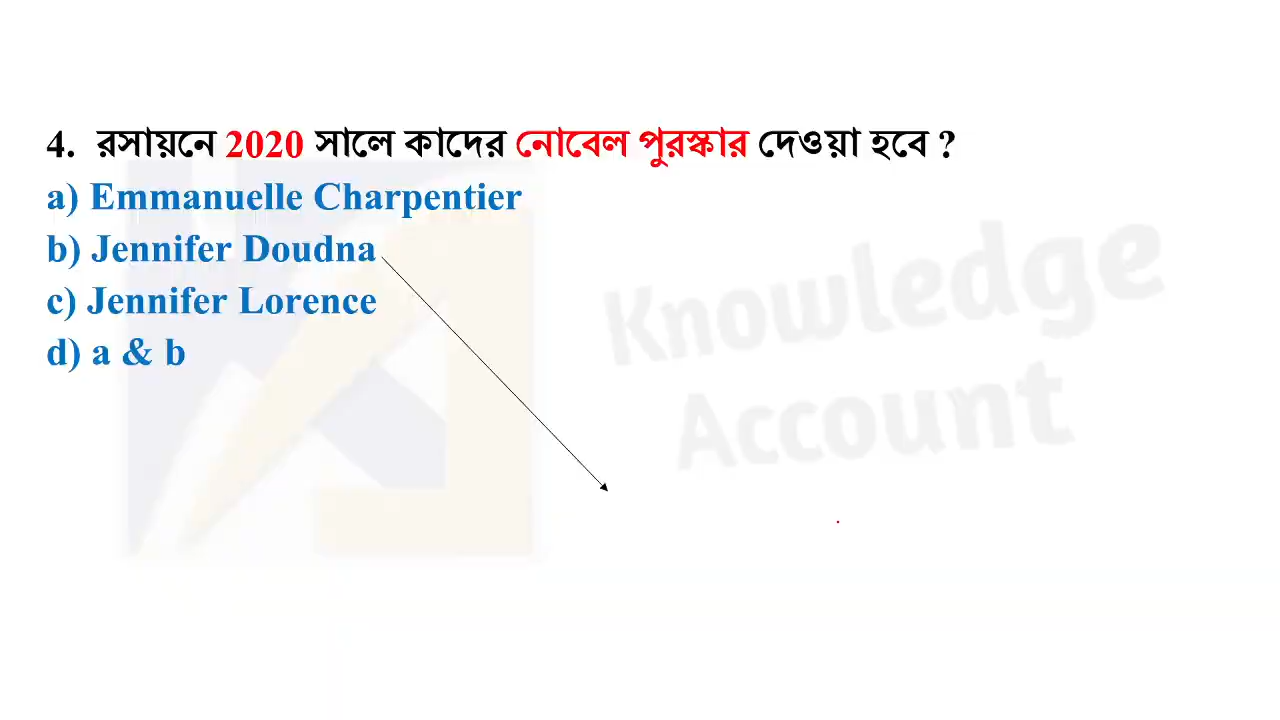 4. রসায়নে 2020 সালে কাদের নোবেল পুরস্কার দেওয়া হবে ?
a) Emmanuelle Charpentier
b) Jennifer Doudna
c) Jennifer Lorence
d) a & b
Knowledge
Account